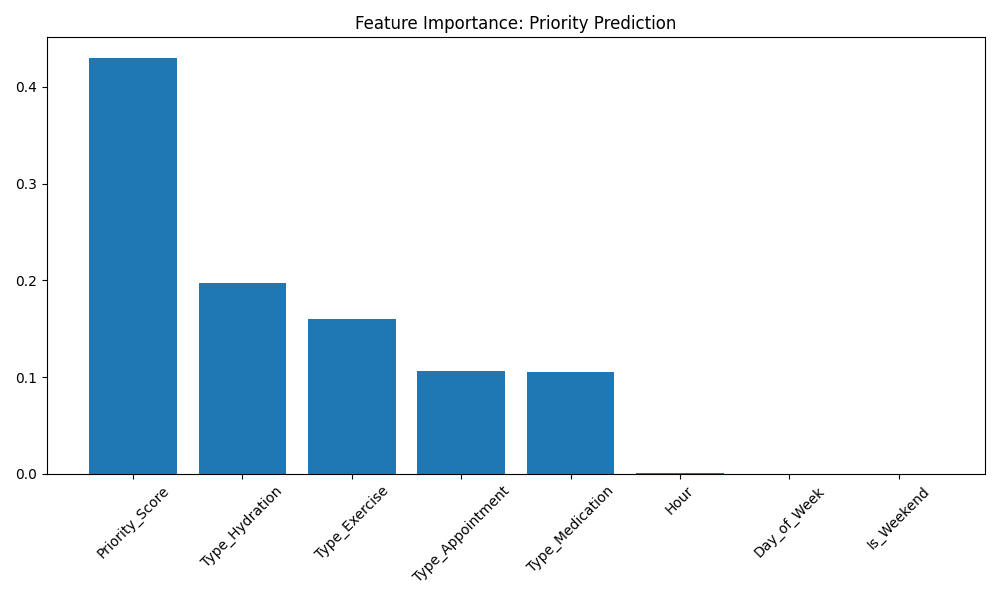 Feature Importance: Priority Prediction
0.4
0.3
0.2
0.1
0.0
Priority_Score
Type_Hydration
Type_Exercise
Type_Appointment
Type_Medication
Hour
Day_of_Week
Is_Weekend